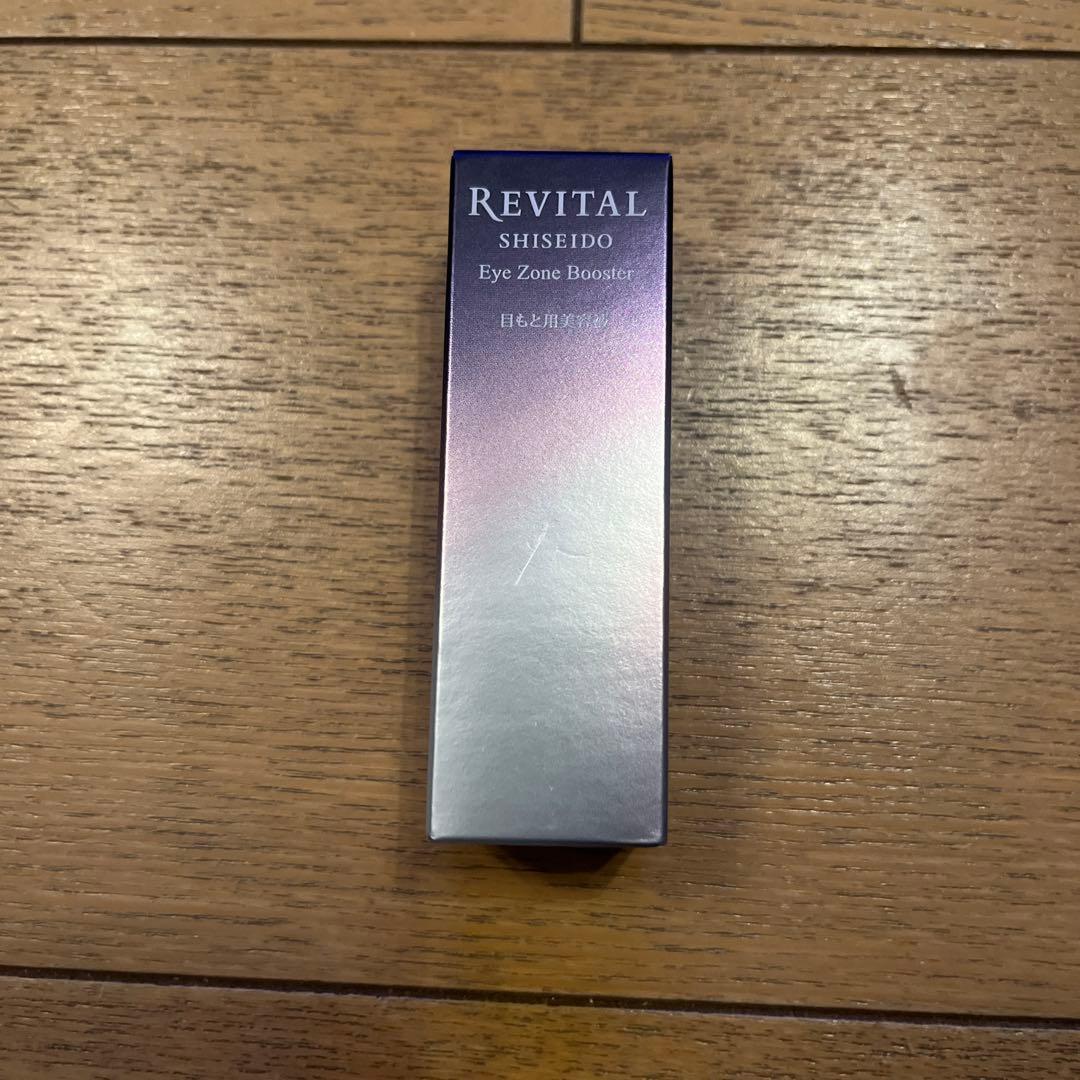 REVITAL
SHISEIDO
Eye Zone Booster
目もと用美容液